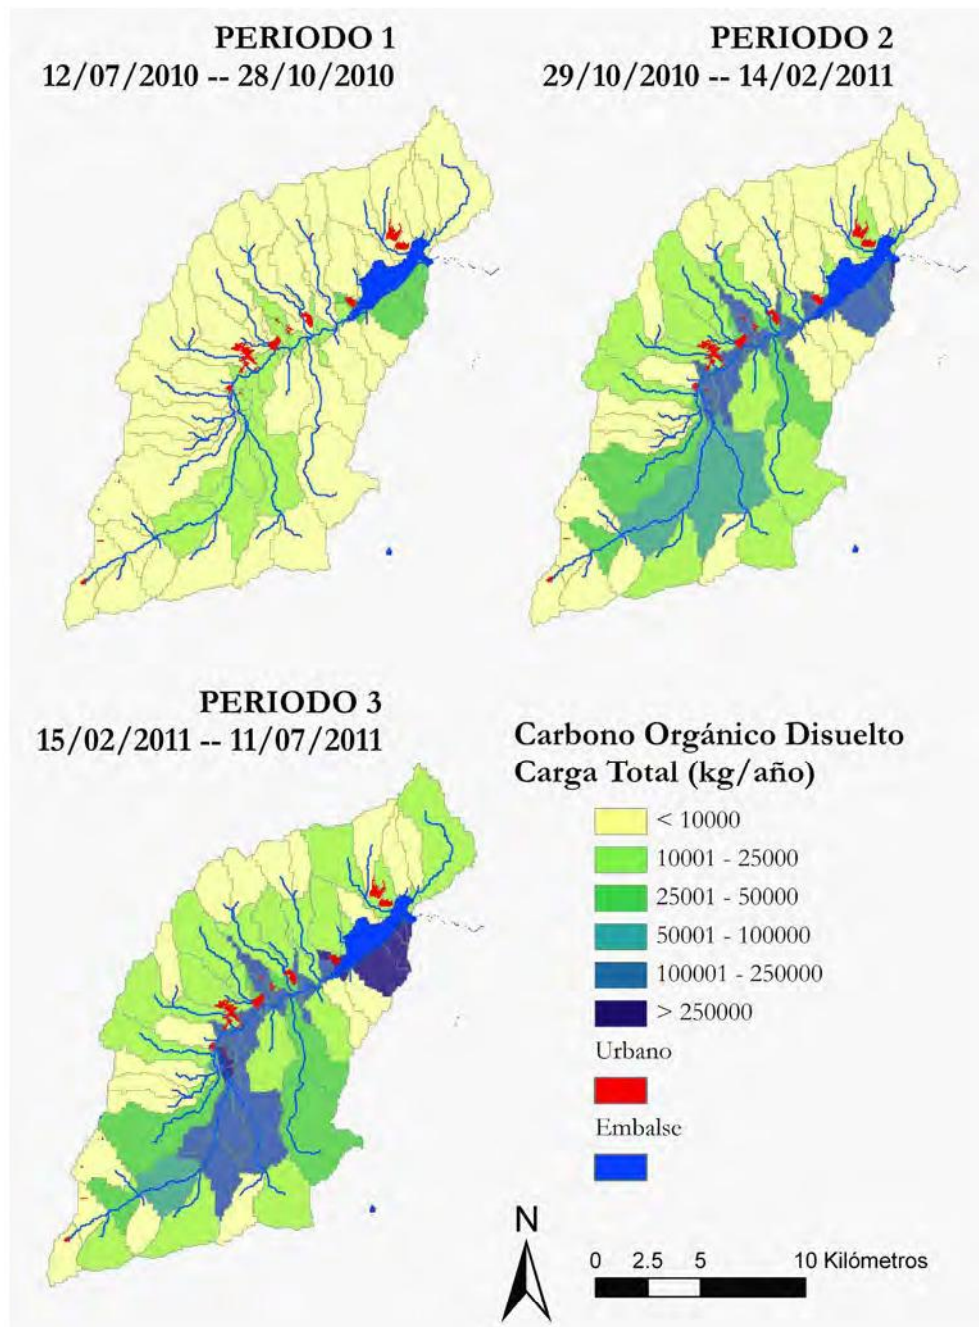 PERIODO 1
12/07/2010 -- 28/10/2010
PERIODO 2
29/10/2010 -- 14/02/2011
PERIODO 3
15/02/2011 -- 11/07/2011
Carbono Orgánico Disuelto
Carga Total (kg/año)
< 10000
10001 - 25000
25001 - 50000
50001 - 100000
100001 - 250000
> 250000
Urbano
Embalse
N
0 2.5 5 10 Kilómetros